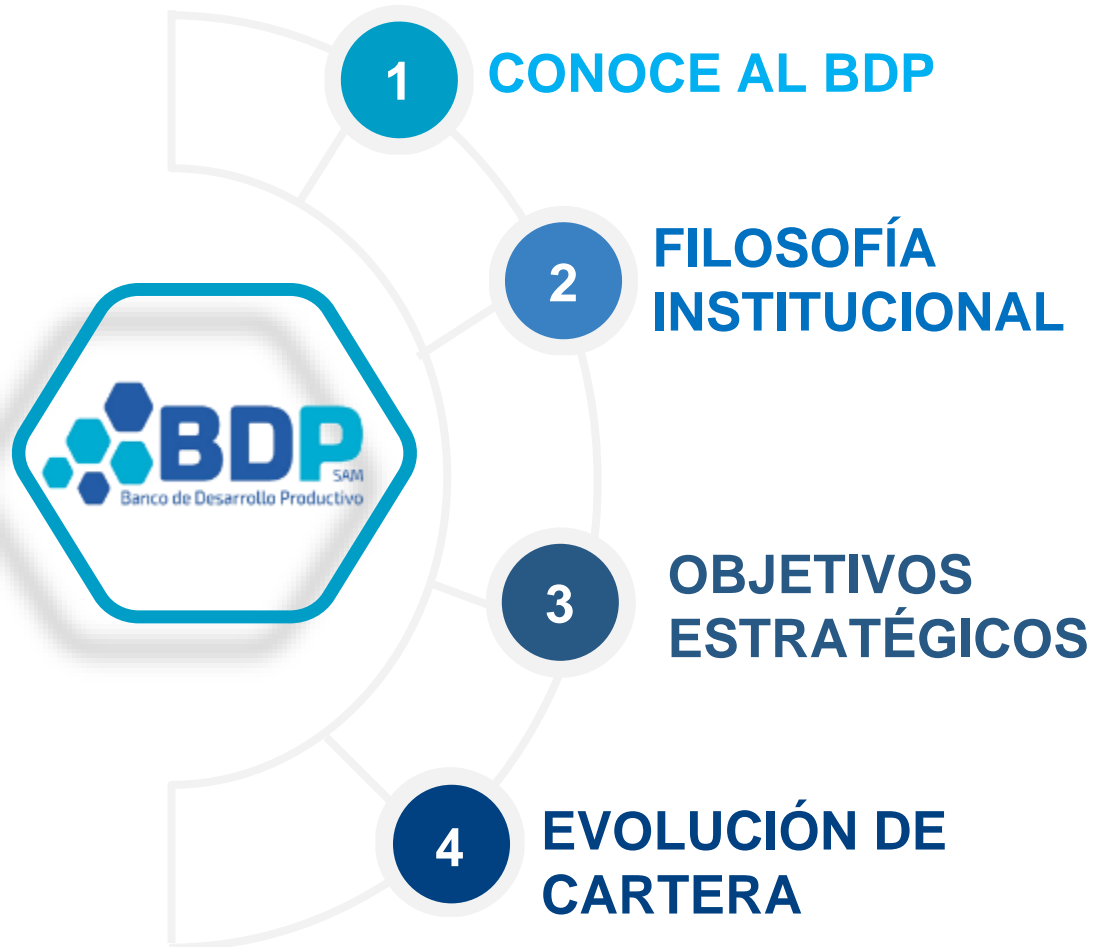 1
CONOCE AL BDP
2
FILOSOFÍA
INSTITUCIONAL
BDP
SAM
Banco de Desarrollo Productivo
3
OBJETIVOS
ESTRATÉGICOS
4
EVOLUCIÓN DE
CARTERA